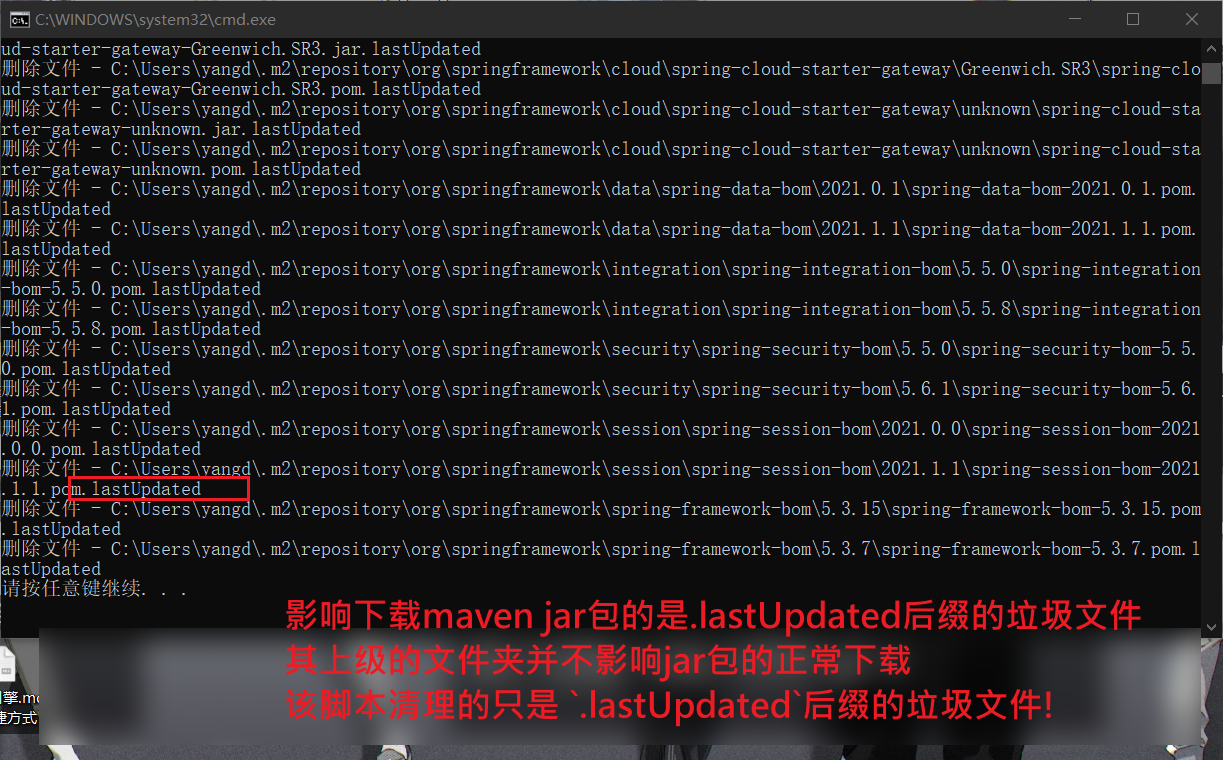 C:\WINDOWS\system32\cmd.exe
ud-starter-gateway-Greenwich.SR3.jar.lastUpdated
删除文件 - C:\Users\yangd\.m2\repository\org\springframework\cloud\spring-cloud-starter-gateway\Greenwich.SR3\spring-clo
ud-starter-gateway-Greenwich.SR3.pom.lastUpdated
删除文件 - C:\Users\yangd\.m2\repository\org\springframework\cloud\spring-cloud-starter-gateway\unknown\spring-cloud-sta
rter-gateway-unknown.jar.lastUpdated
删除文件 - C:\Users\yangd\.m2\repository\org\springframework\cloud\spring-cloud-starter-gateway\unknown\spring-cloud-sta
rter-gateway-unknown.pom.lastUpdated
删除文件 - C:\Users\yangd\.m2\repository\org\springframework\data\spring-data-bom\2021.0.1\spring-data-bom-2021.0.1.pom.
lastUpdated
删除文件 - C:\Users\yangd\.m2\repository\org\springframework\data\spring-data-bom\2021.1.1\spring-data-bom-2021.1.1.pom.
lastUpdated
删除文件 - C:\Users\yangd\.m2\repository\org\springframework\integration\spring-integration-bom\5.5.0\spring-integration
-bom-5.5.0.pom.lastUpdated
删除文件 - C:\Users\yangd\.m2\repository\org\springframework\integration\spring-integration-bom\5.5.8\spring-integration
-bom-5.5.8.pom.lastUpdated
删除文件 - C:\Users\yangd\.m2\repository\org\springframework\security\spring-security-bom\5.5.0\spring-security-bom-5.5.
0.pom.lastUpdated
删除文件 - C:\Users\yangd\.m2\repository\org\springframework\security\spring-security-bom\5.6.1\spring-security-bom-5.6.
1.pom.lastUpdated
删除文件 - C:\Users\yangd\.m2\repository\org\springframework\session\spring-session-bom\2021.0.0\spring-session-bom-2021
.0.0.pom.lastUpdated
删除文件 - C:\Users\yangd\.m2\repository\org\springframework\session\spring-session-bom\2021.1.1\spring-session-bom-2021
.1.1.pom.lastUpdated
删除文件 - C:\Users\yangd\.m2\repository\org\springframework\spring-framework-bom\5.3.15\spring-framework-bom-5.3.15.pom
.lastUpdated
删除文件 - C:\Users\yangd\.m2\repository\org\springframework\spring-framework-bom\5.3.7\spring-framework-bom-5.3.7.pom.l
astUpdated
请按任意键继续. . .
影响下载maven jar包的是.lastUpdated后缀的垃圾文件
其上级的文件夹并不影响jar包的正常下载
该脚本清理的只是 `.lastUpdated`后缀的垃圾文件!
擎.mo
捷方式